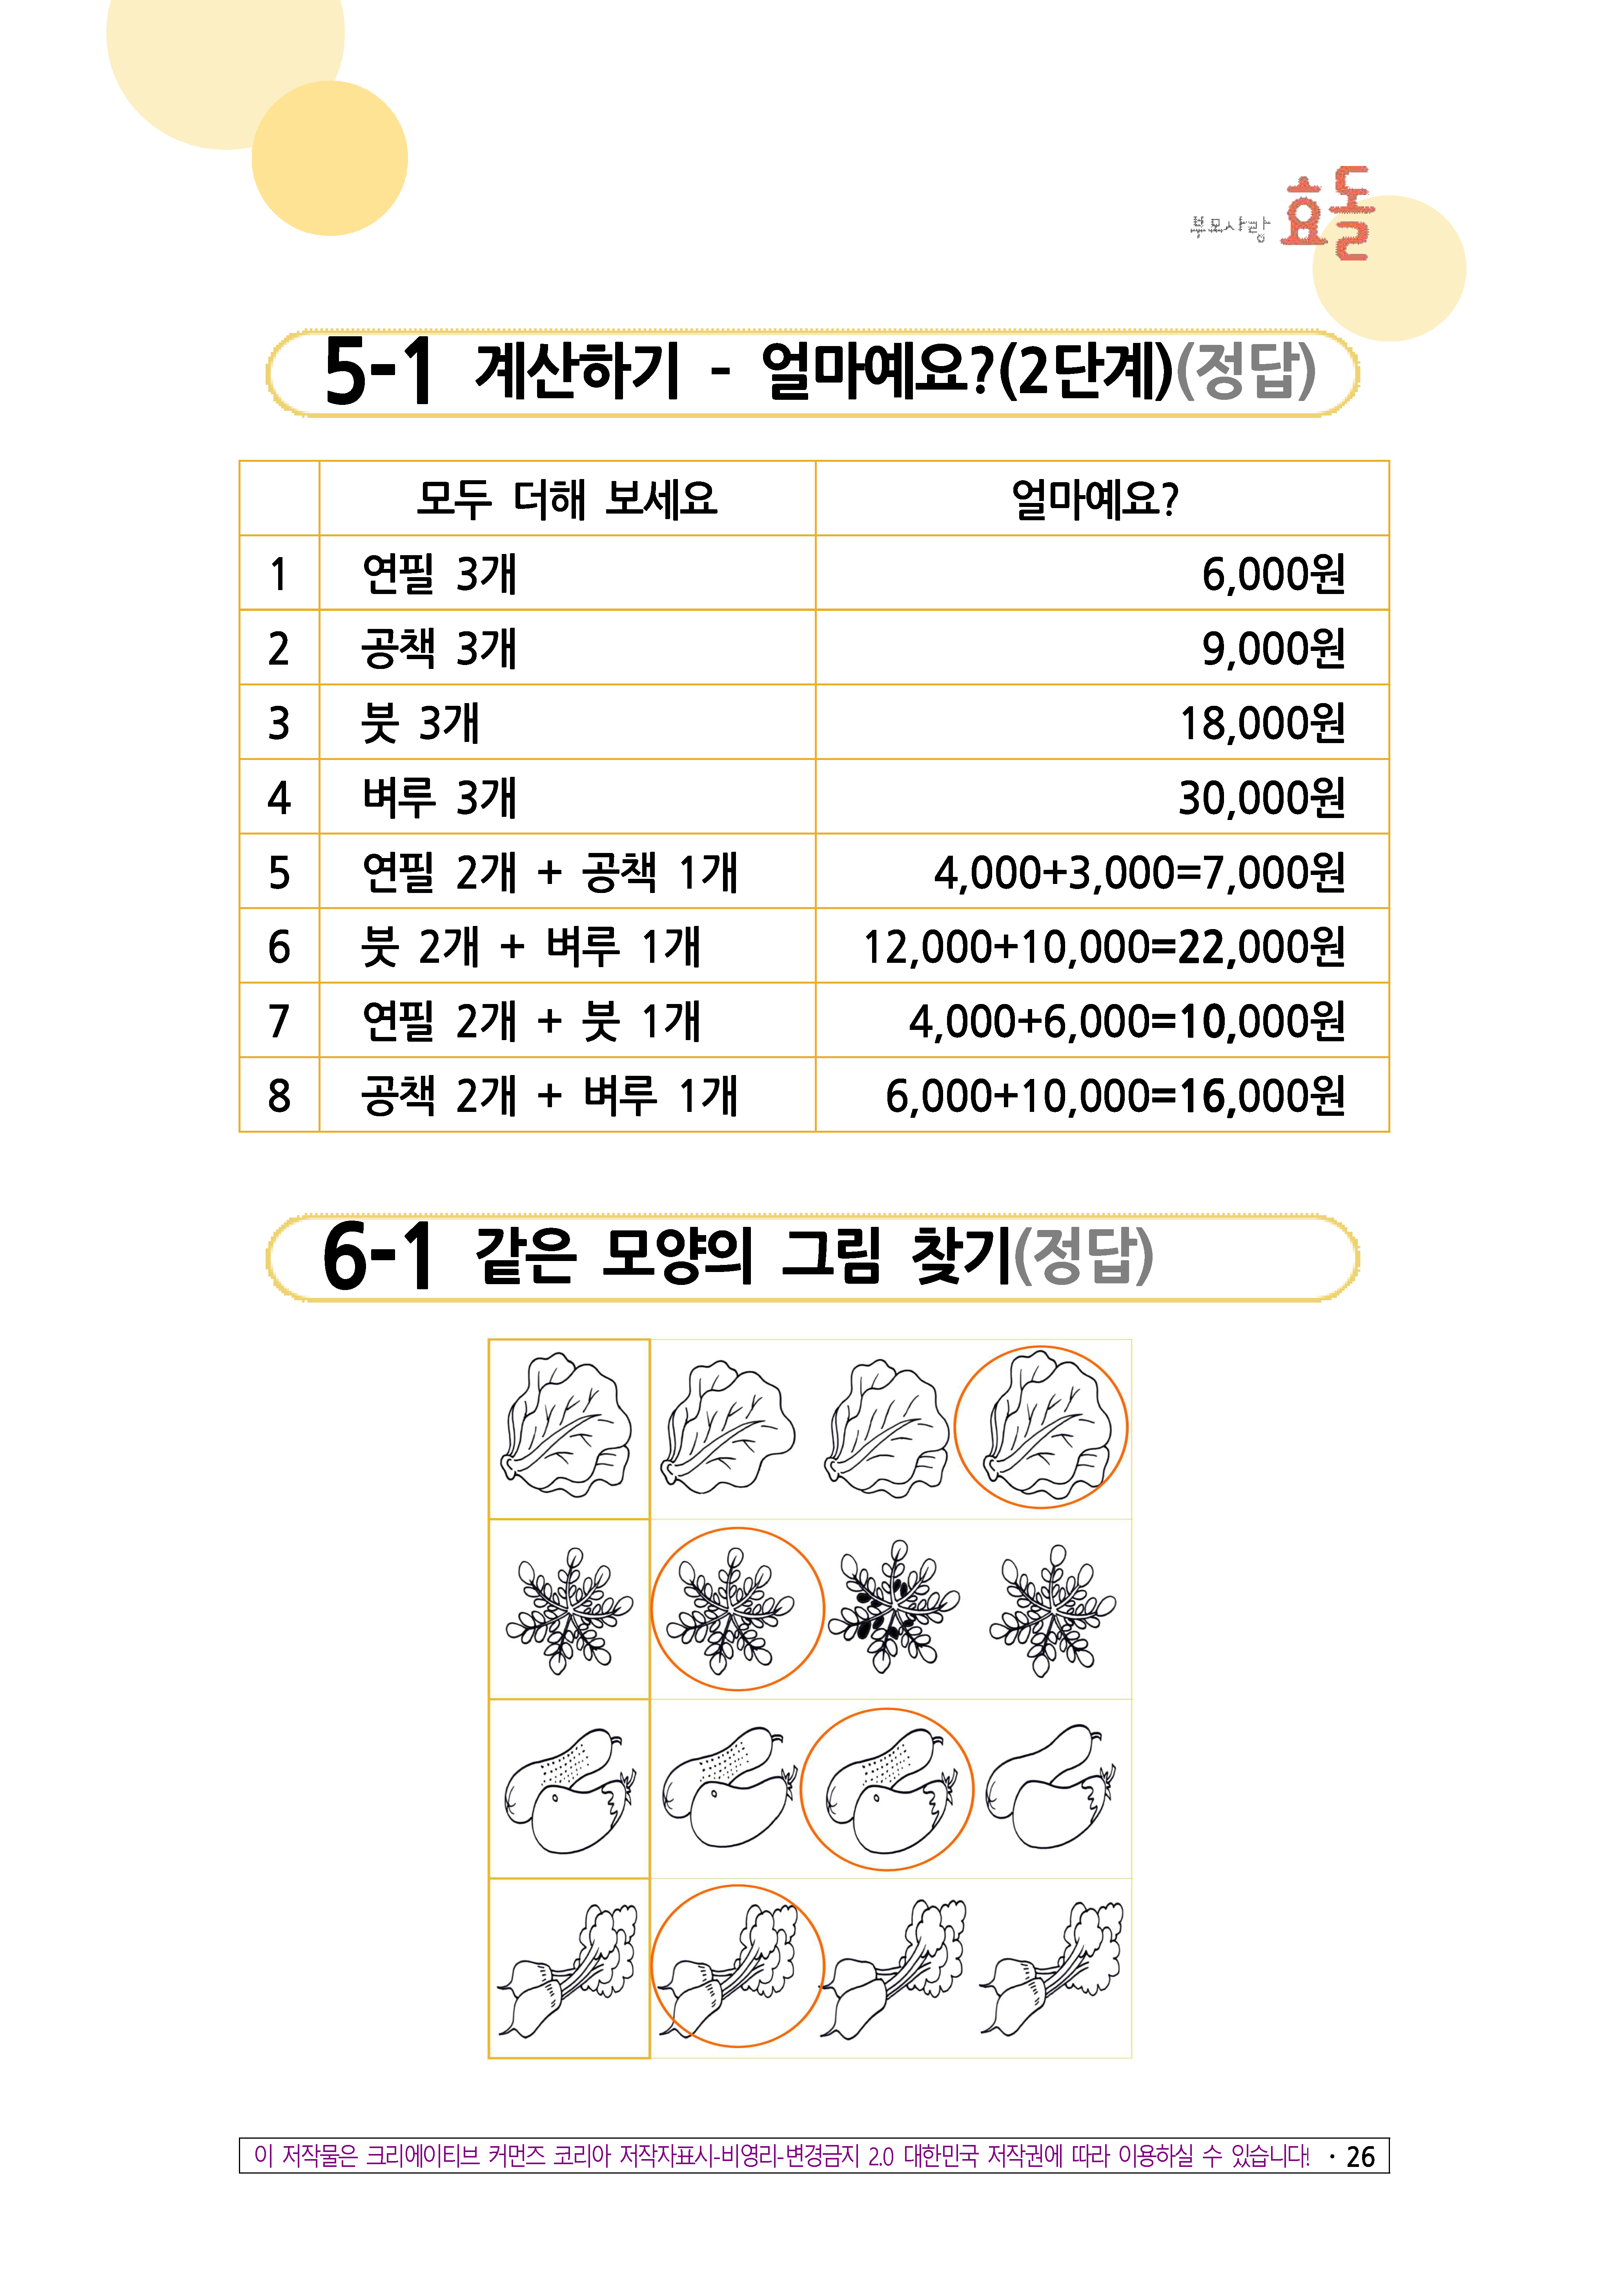 부모사랑 효돌
5-1 계산하기 - 얼마예요?(2단계)(정답)
모두 더해 보세요 얼마예요?
1 연필 3개 6,000원
2 공책 3개 9,000원
3 붓 3개 18,000원
4 벼루 3개 30,000원
5 연필 2개 + 공책 1개 4,000+3,000=7,000원
6 붓 2개 + 벼루 1개 12,000+10,000=22,000원
7 연필 2개 + 붓 1개 4,000+6,000=10,000원
8 공책 2개 + 벼루 1개 6,000+10,000=16,000원
6-1 같은 모양의 그림 찾기(정답)
이 저작물은 크리에이티브 커먼즈 코리아 저작자표시-비영리-변경금지 2.0 대한민국 저작권에 따라 이용하실 수 있습니다! · 26